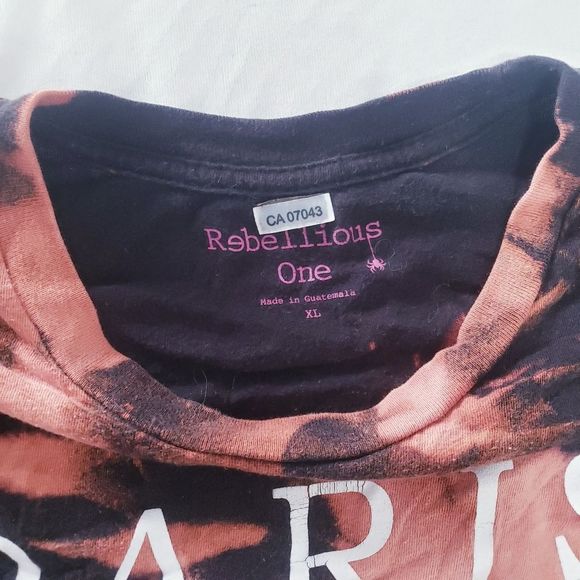 CA 07043
Rebellious
One
Made in Guatemala
XL
PARIS